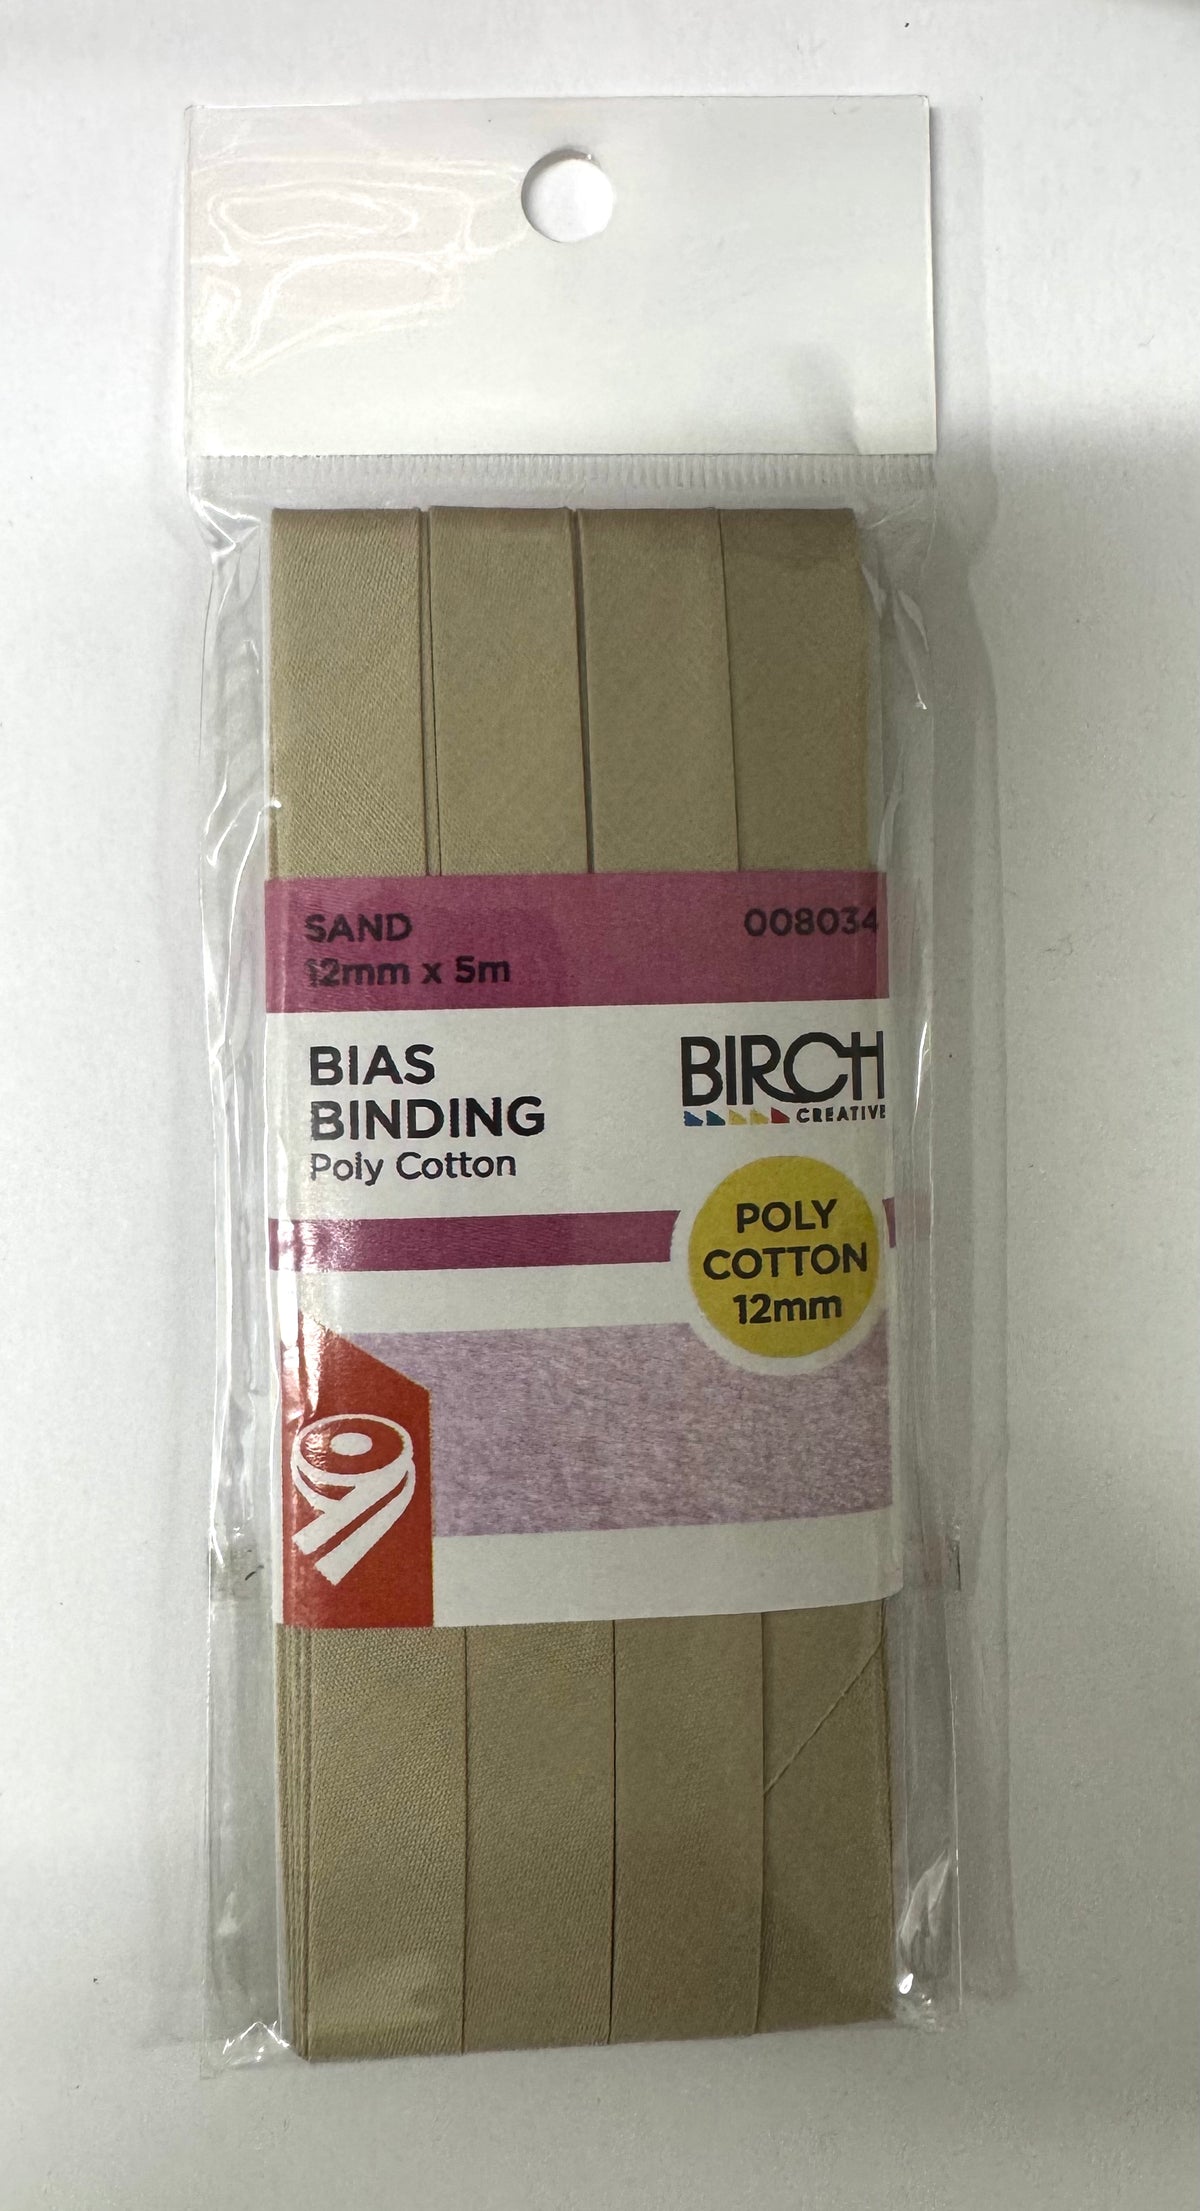 SAND
008034
12mm x 5m
BIAS
BINDING
Poly Cotton
BIRCH
CREATIVE
POLY
COTTON
12mm